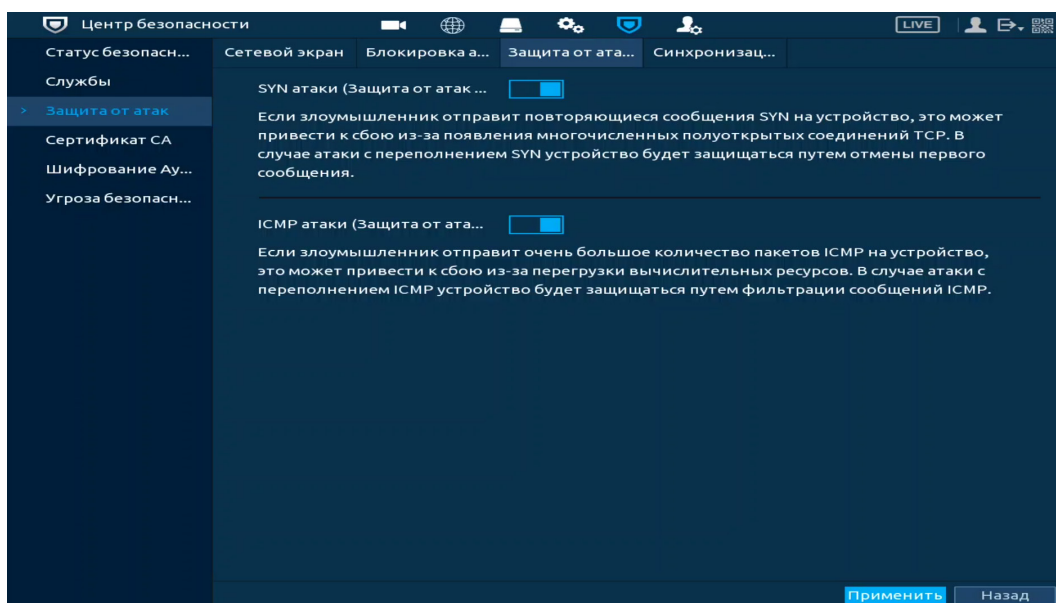 Центр безопасности
LIVE
Статус безопасн...
Службы
Защита от атак
Сертификат CA
Шифрование Ау...
Угроза безопасн...
Сетевой экран
Блокировка а...
Защита от ата...
Синхронизац...
SYN атаки (Защита от атак ...
Если злоумышленник отправит повторяющиеся сообщения SYN на устройство, это может
привести к сбою из-за появления многочисленных полуоткрытых соединений TCP. В
случае атаки с переполнением SYN устройство будет защищаться путем отмены первого
сообщения.
ICMP атаки (Защита от ата...
Если злоумышленник отправит очень большое количество пакетов ICMP на устройство,
это может привести к сбою из-за перегрузки вычислительных ресурсов. В случае атаки с
переполнением ICMP устройство будет защищаться путем фильтрации сообщений ICMP.
Применить
Назад